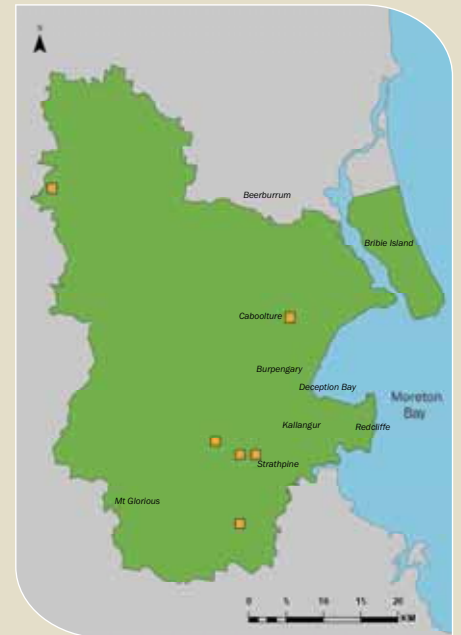 N
Beerburrum
Bribie Island
Caboolture
Burpengary
Deception Bay
Moreton
Bay
Kallangur
Redcliffe
Strathpine
Mt Glorious
0 5 10 15 20
KM